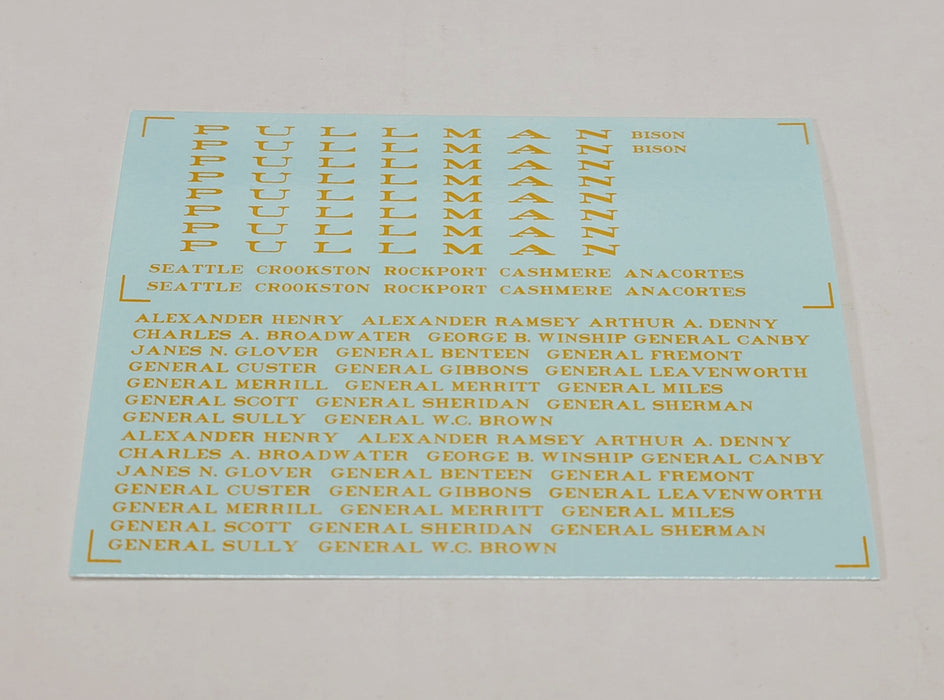 P U L L M A N BISON
P U L L M A N BISON
P U L L M A N
P U L L M A N
P U L L M A N
P U L L M A N
P U L L M A N
P U L L M A N
SEATTLE CROOKSTON ROCKPORT CASHMERE ANACORTES
SEATTLE CROOKSTON ROCKPORT CASHMERE ANACORTES
ALEXANDER HENRY ALEXANDER RAMSEY ARTHUR A. DENNY
CHARLES A. BROADWATER GEORGE B. WINSHIP GENERAL CANBY
JANES N. GLOVER GENERAL BENTEEN GENERAL FREMONT
GENERAL CUSTER GENERAL GIBBONS GENERAL LEAVENWORTH
GENERAL MERRILL GENERAL MERRITT GENERAL MILES
GENERAL SCOTT GENERAL SHERIDAN GENERAL SHERMAN
GENERAL SULLY GENERAL W.C. BROWN
ALEXANDER HENRY ALEXANDER RAMSEY ARTHUR A. DENNY
CHARLES A. BROADWATER GEORGE B. WINSHIP GENERAL CANBY
JANES N. GLOVER GENERAL BENTEEN GENERAL FREMONT
GENERAL CUSTER GENERAL GIBBONS GENERAL LEAVENWORTH
GENERAL MERRILL GENERAL MERRITT GENERAL MILES
GENERAL SCOTT GENERAL SHERIDAN GENERAL SHERMAN
GENERAL SULLY GENERAL W.C. BROWN